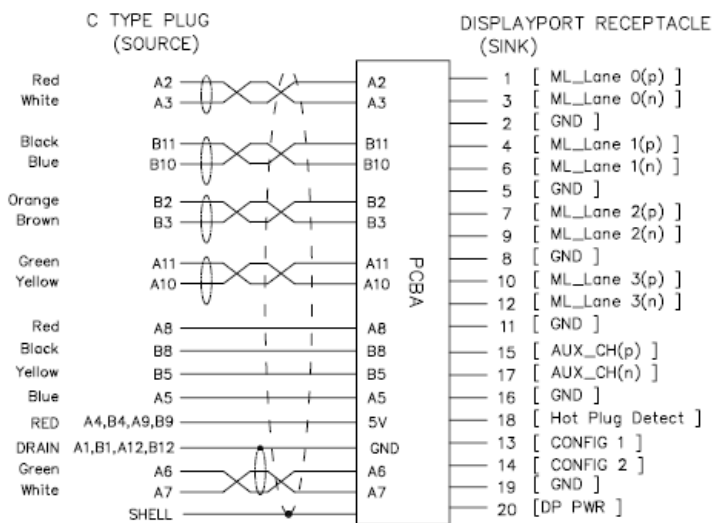 C TYPE PLUG
(SOURCE)
DISPLAYPORT RECEPTACLE
(SINK)
Red A2 A2 1 [ ML_Lane 0(p) ]
White A3 A3 3 [ ML_Lane 0(n) ]
2 [ GND ]
Black B11 B11 4 [ ML_Lane 1(p) ]
Blue B10 B10 6 [ ML_Lane 1(n) ]
5 [ GND ]
Orange B2 B2 7 [ ML_Lane 2(p) ]
Brown B3 B3 9 [ ML_Lane 2(n) ]
8 [ GND ]
Green A11 A11 10 [ ML_Lane 3(p) ]
Yellow A10 A10 12 [ ML_Lane 3(n) ]
PCBA
11 [ GND ]
Red A8 A8
Black B8 B8 15 [ AUX_CH(p) ]
Yellow B5 B5 17 [ AUX_CH(n) ]
Blue A5 A5 16 [ GND ]
RED A4,B4,A9,B9 5V 18 [ Hot Plug Detect ]
DRAIN A1,B1,A12,B12 GND 13 [ CONFIG 1 ]
Green A6 A6 14 [ CONFIG 2 ]
White A7 A7 19 [ GND ]
SHELL 20 [DP PWR ]